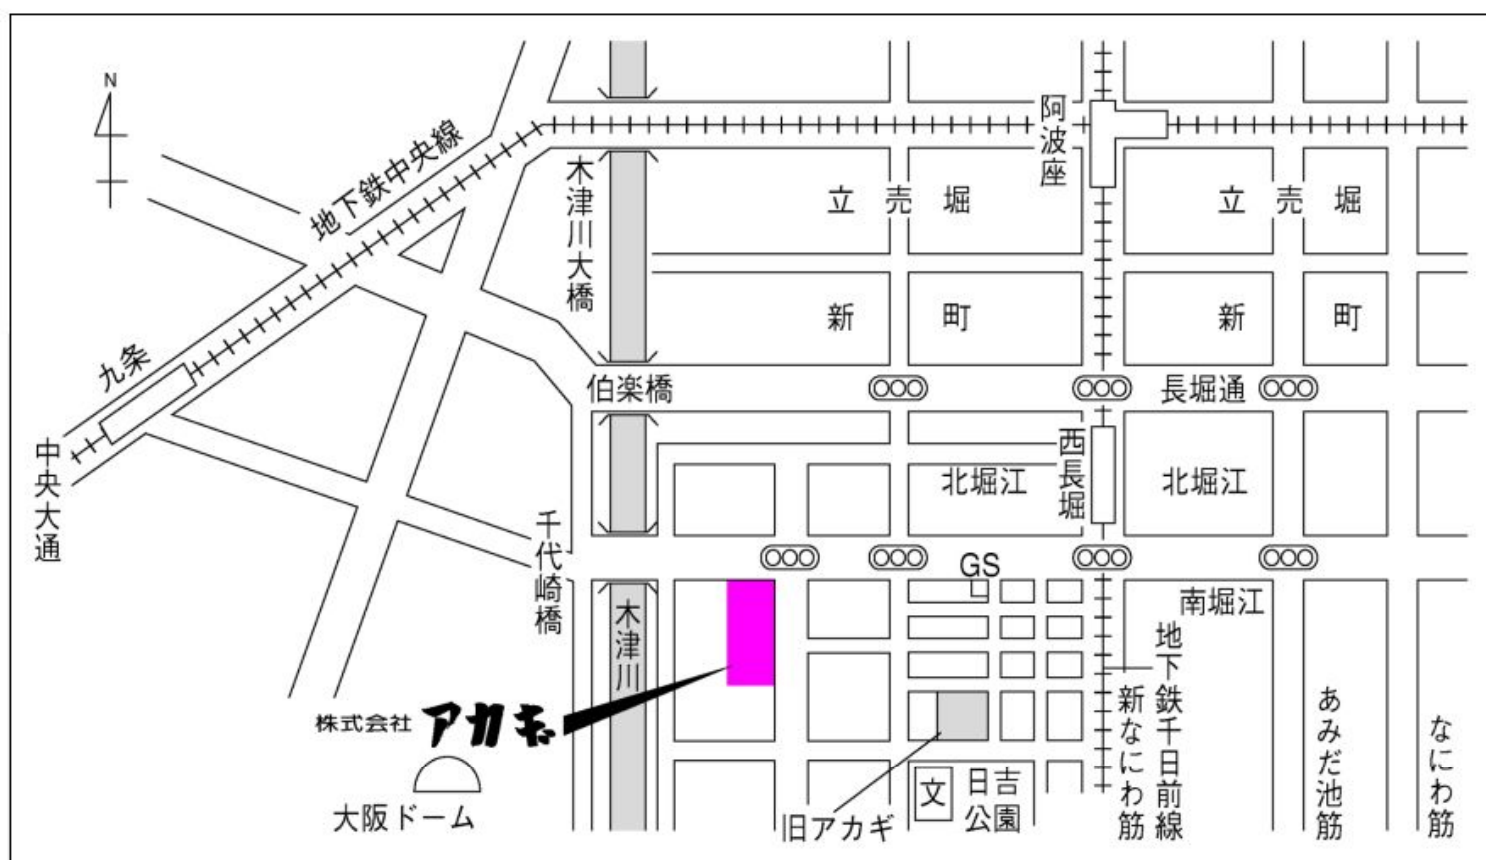 N
地下鉄中央線
九条
中央大通
木津川大橋
阿波座
立売堀
立売堀
新町
新町
伯楽橋
長堀通
西長堀
北堀江
北堀江
千代崎橋
GS
南堀江
木津川
株式会社 アカギ
大阪ドーム
旧アカギ
文
日吉
公園
新なにわ筋
地下鉄千日前線
あみだ池筋
なにわ筋